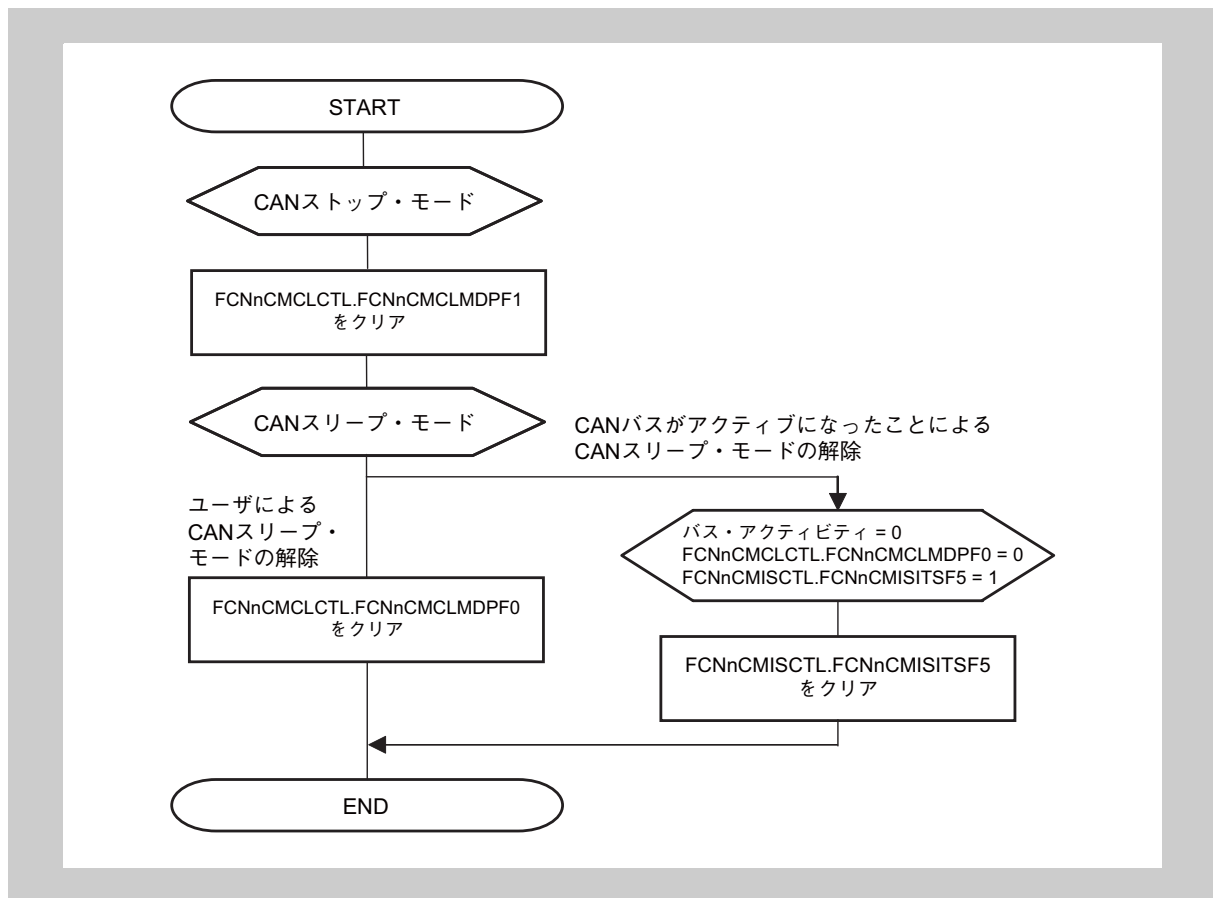 START
CANストップ・モード
FCNnCMCLCTL.FCNnCMCLMDPF1
をクリア
CANスリープ・モード
CANバスがアクティブになったことによる
CANスリープ・モードの解除
ユーザによる
CANスリープ・
モードの解除
バス・アクティビティ = 0
FCNnCMCLCTL.FCNnCMCLMDPF0 = 0
FCNnCMISCTL.FCNnCMISITSF5 = 1
FCNnCMCLCTL.FCNnCMCLMDPF0
をクリア
FCNnCMISCTL.FCNnCMISITSF5
をクリア
END